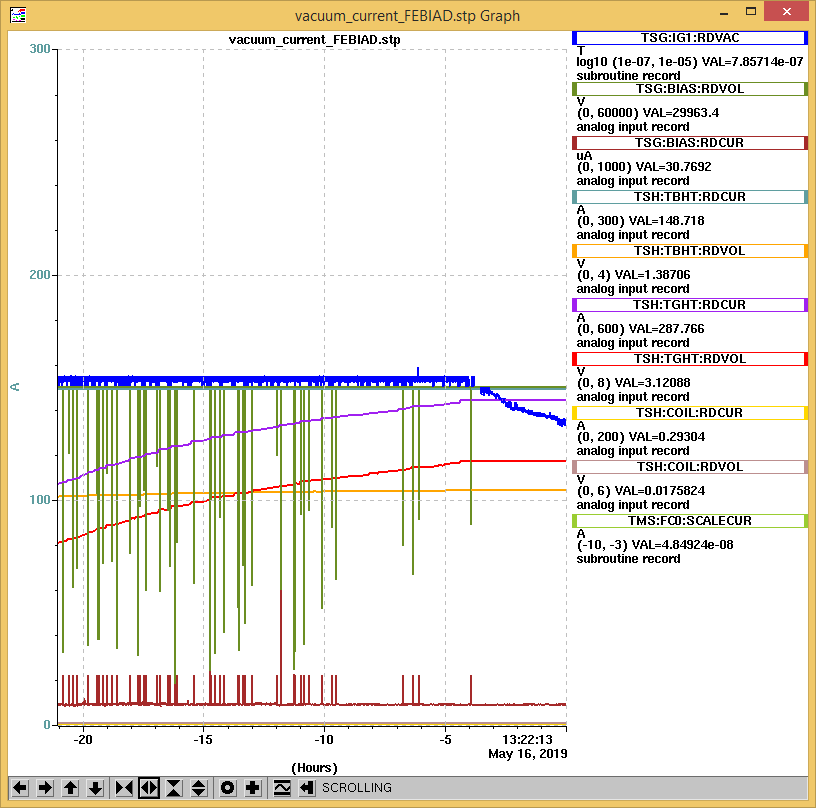 vacuum_current_FEBIAD.stp Graph
vacuum_current_FEBIAD.stp
300
200
A
100
0
-20
-15
-10
-5
13:22:13
May 16, 2019
(Hours)
TSG:IG1:RDVAC
T
log10 (1e-07, 1e-05) VAL=7.85714e-07
subroutine record
TSG:BIAS:RDVOL
V
(0, 60000) VAL=29963.4
analog input record
TSG:BIAS:RDCUR
uA
(0, 1000) VAL=30.7692
analog input record
TSH:TBHT:RDCUR
A
(0, 300) VAL=148.718
analog input record
TSH:TBHT:RDVOL
V
(0, 4) VAL=1.38706
analog input record
TSH:TGHT:RDCUR
A
(0, 600) VAL=287.766
analog input record
TSH:TGHT:RDVOL
V
(0, 8) VAL=3.12088
analog input record
TSH:COIL:RDCUR
A
(0, 200) VAL=0.29304
analog input record
TSH:COIL:RDVOL
V
(0, 6) VAL=0.0175824
analog input record
TMS:FC0:SCALECUR
A
(-10, -3) VAL=4.84924e-08
subroutine record
SCROLLING